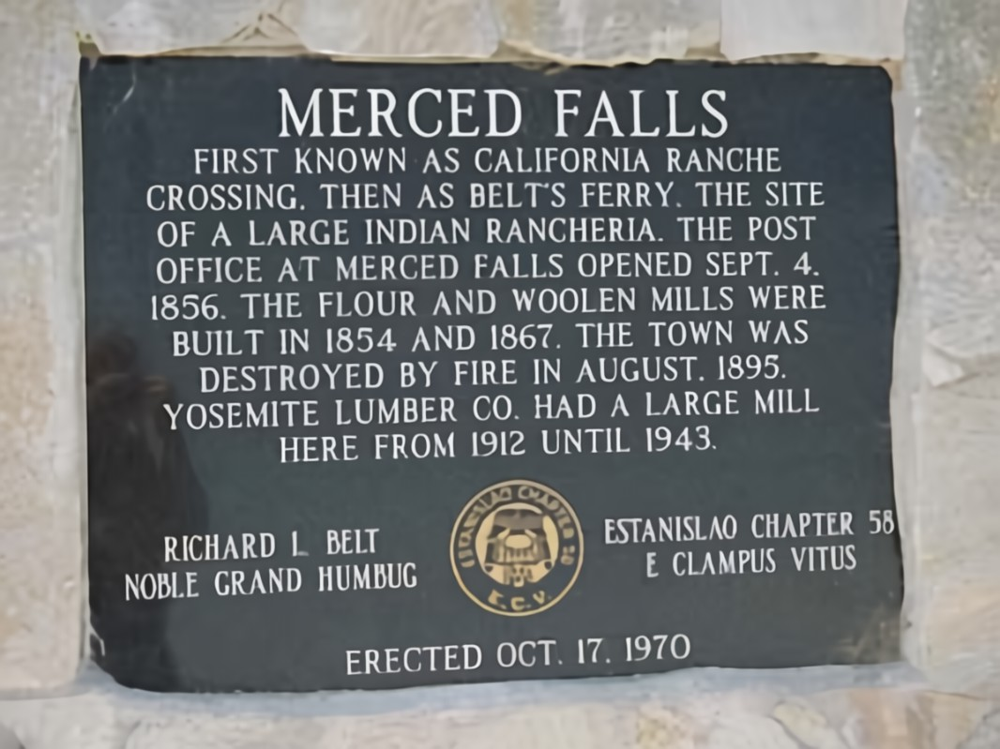 MERCED FALLS
FIRST KNOWN AS CALIFORNIA RANCHE
CROSSING, THEN AS BELT'S FERRY. THE SITE
OF A LARGE INDIAN RANCHERIA. THE POST
OFFICE AT MERCED FALLS OPENED SEPT. 4,
1856. THE FLOUR AND WOOLEN MILLS WERE
BUILT IN 1854 AND 1867. THE TOWN WAS
DESTROYED BY FIRE IN AUGUST, 1895.
YOSEMITE LUMBER CO. HAD A LARGE MILL
HERE FROM 1912 UNTIL 1943.
RICHARD L. BELT
NOBLE GRAND HUMBUG
ESTANISLAO CHAPTER 58
E.C.V.
ESTANISLAO CHAPTER 58
E CLAMPUS VITUS
ERECTED OCT. 17, 1970